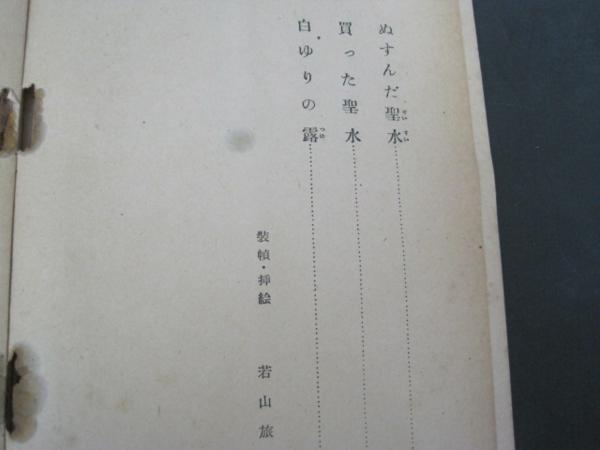 ぬすんだ聖水
買った聖水
白ゆりの露
装幀・挿絵 若山旅